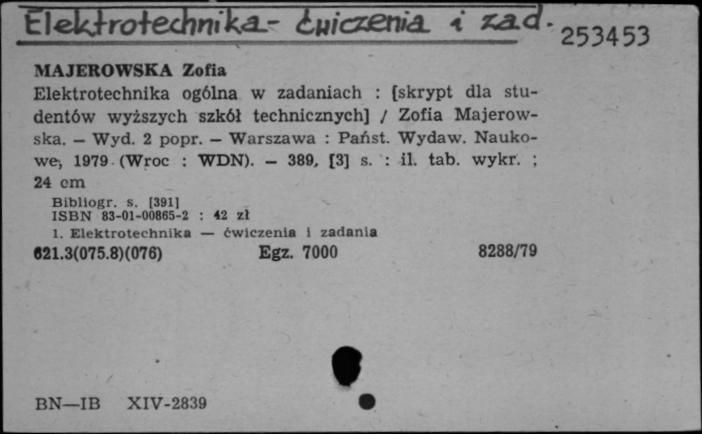 Elektrotechnika - ćwiczenia i zad.
253453
MAJEROWSKA Zofia
Elektrotechnika ogólna w zadaniach : [skrypt dla stu-
dentów wyższych szkół technicznych] / Zofia Majerow-
ska. — Wyd. 2 popr. — Warszawa : Państ. Wydaw. Nauko-
we, 1979 (Wroc : WDN). — 389, [3] s. : il. tab. wykr. ;
24 cm
Bibliogr. s. [391]
ISBN 83-01-00865-2 : 42 zł
1. Elektrotechnika — ćwiczenia i zadania
621.3(075.8)(076) Egz. 7000 8288/79
BN—IB XIV-2839